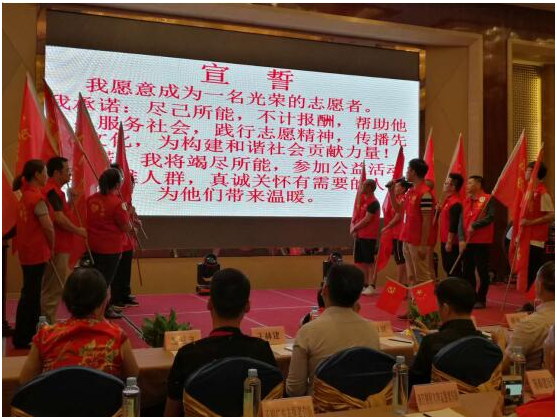 宣 誓
我愿意成为一名光荣的志愿者。
我承诺：尽己所能，不计报酬，帮助他
服务社会，践行志愿精神，传播先
文化，为构建和谐社会贡献力量！
我将竭尽所能，参加公益活动
人群，真诚关怀有需要的
为他们带来温暖。